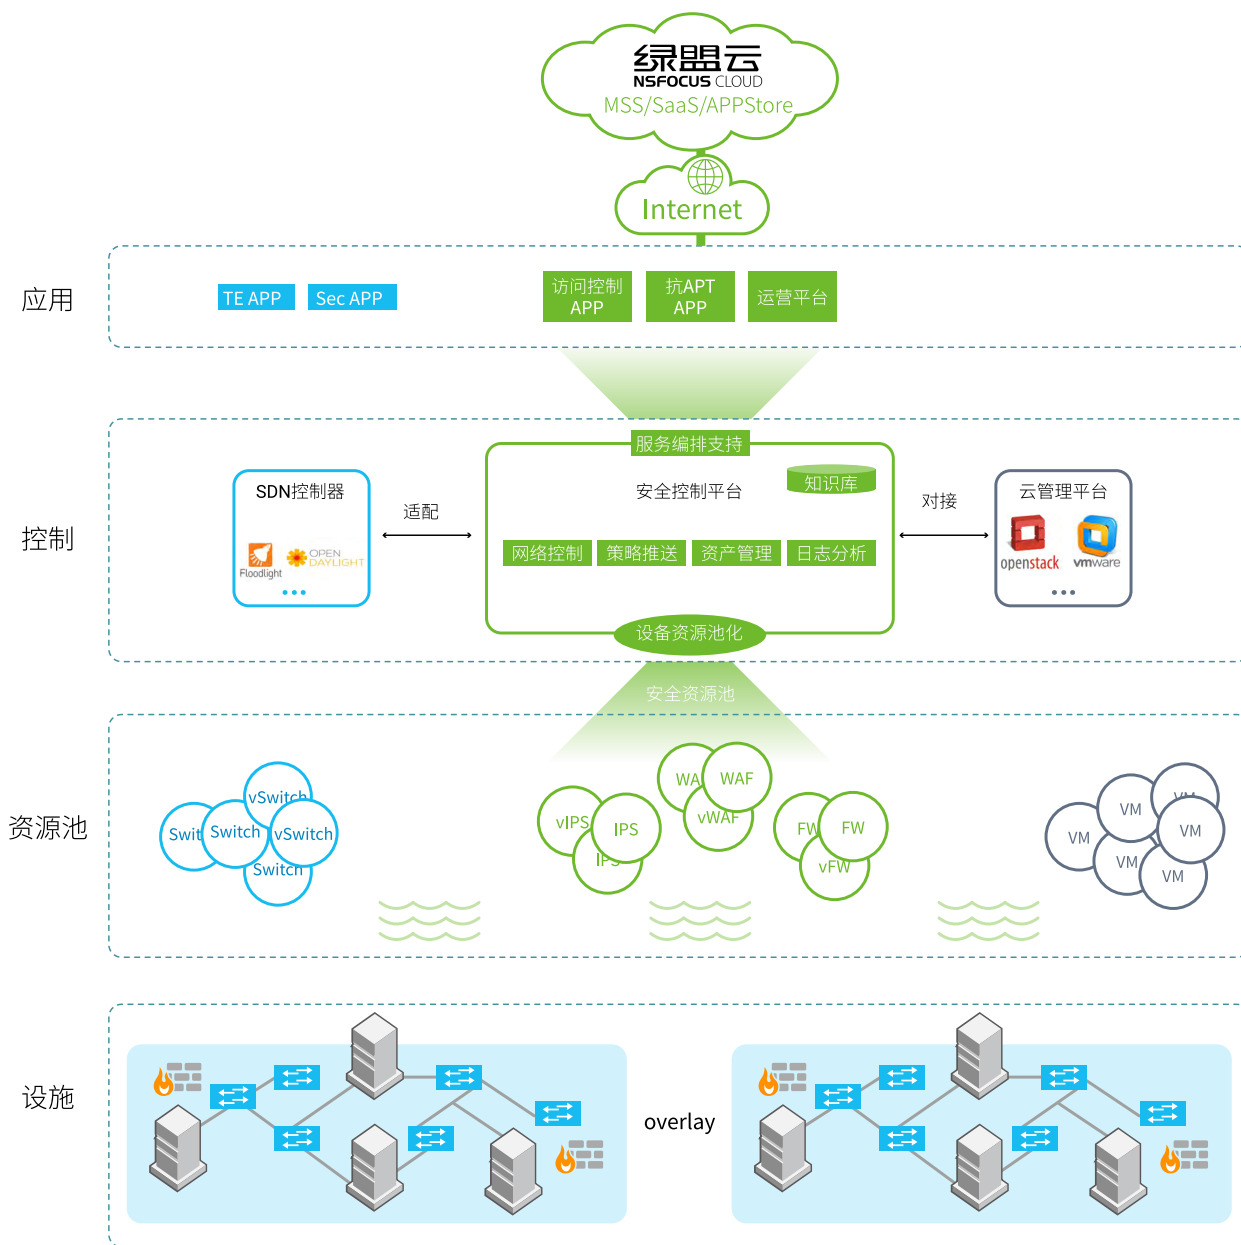 绿盟云
NSFOCUS CLOUD
MSS/SaaS/APPStore
Internet
应用
TE APP
Sec APP
访问控制
APP
抗APT
APP
运营平台
控制
服务编排支持
SDN控制器
Floodlight
OPEN
DAYLIGHT
适配
安全控制平台
知识库
网络控制
策略推送
资产管理
日志分析
设备资源池化
对接
云管理平台
openstack
vmware
安全资源池
资源池
vSwitch
Swit
Switch
vSwitch
Switch
vIPS
IPS
IPS
WA
WAF
vWAF
FW
FW
vFW
VM
VM
VM
VM
VM
VM
设施
overlay